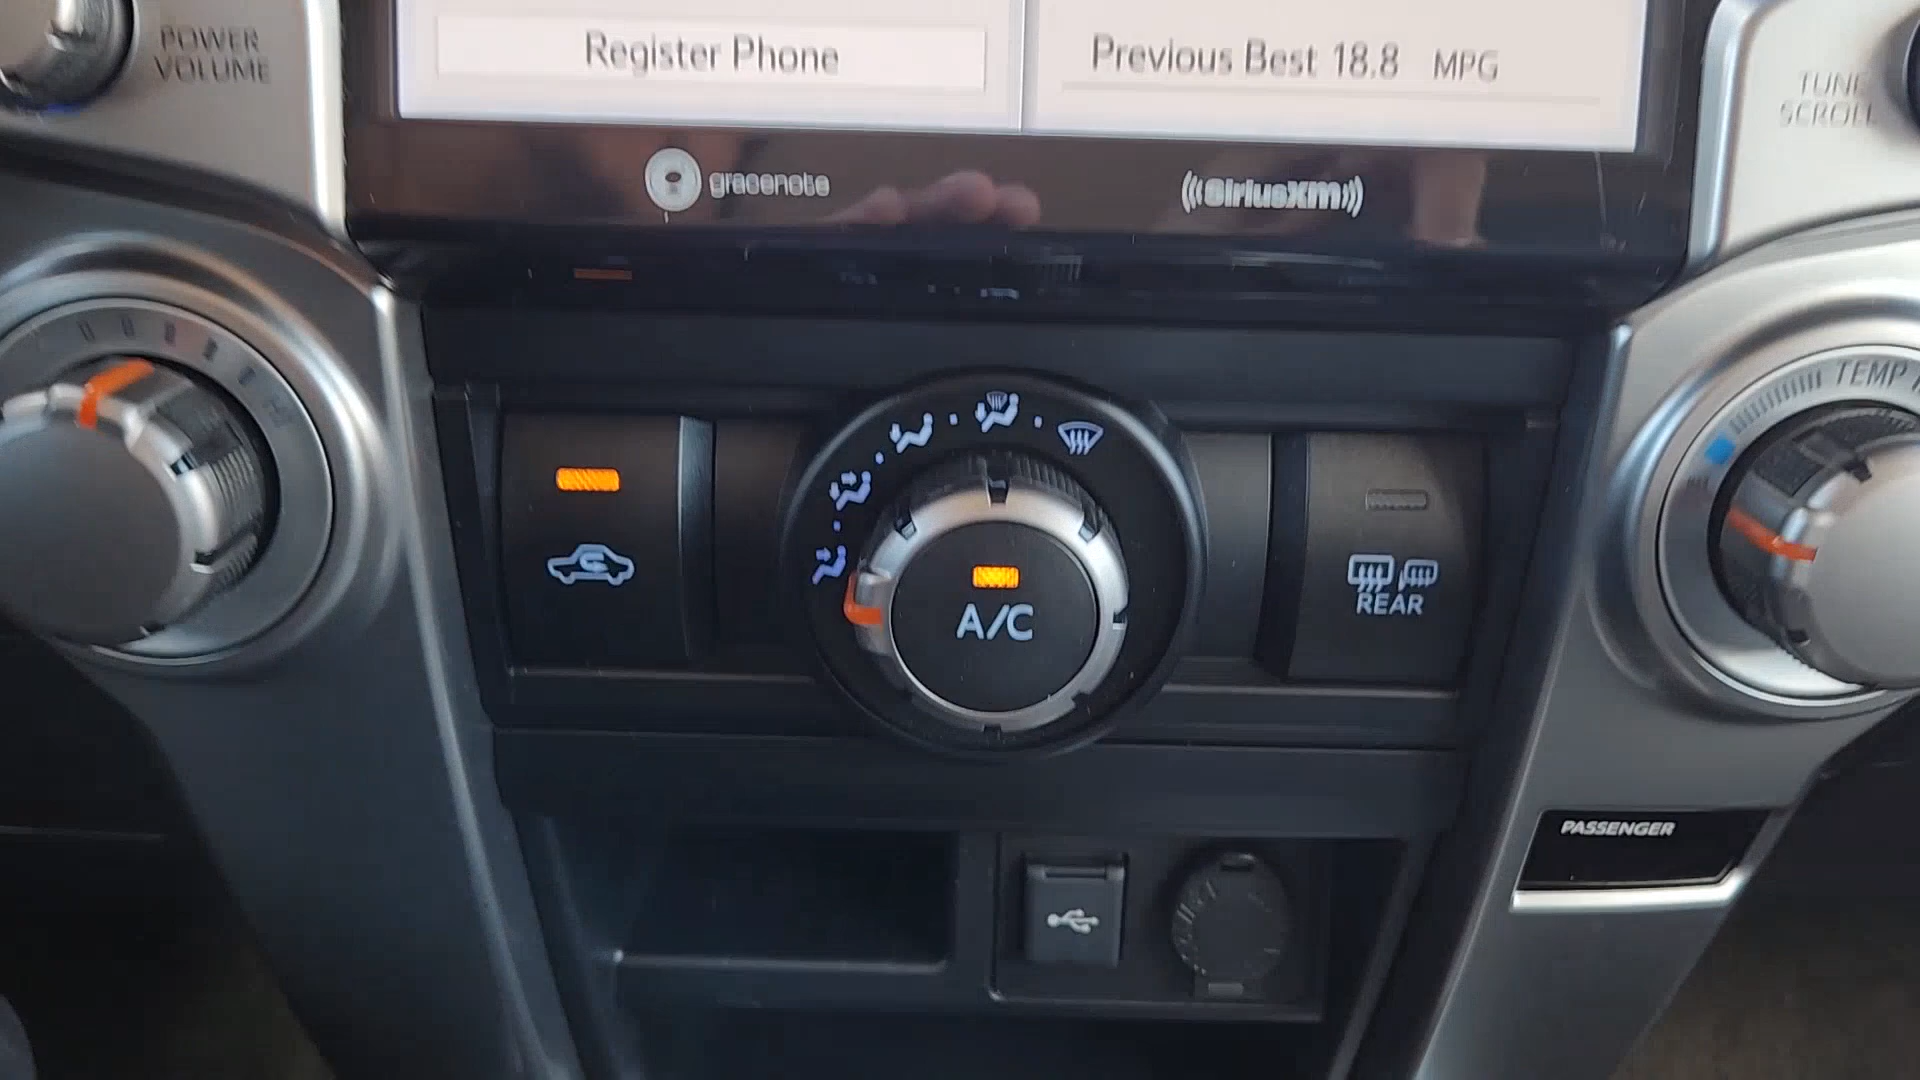 POWER
VOLUME
Register Phone
Previous Best 18.8 MPG
TUNE
SCROLL
gracenote
((SiriusXM))
TEMP
A/C
REAR
PASSENGER